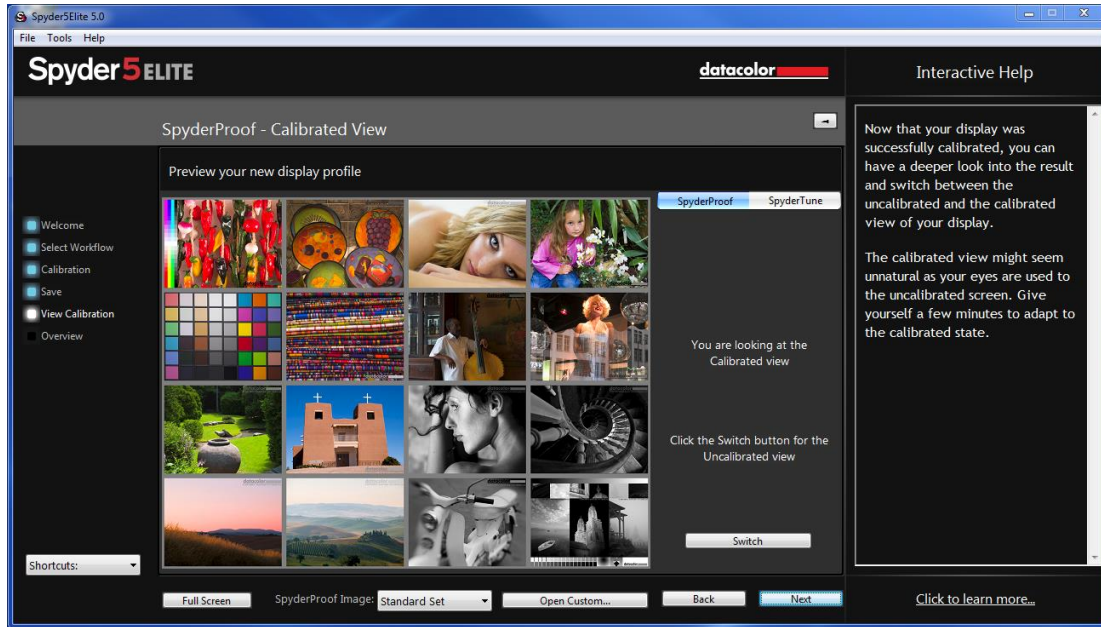 Spyder5Elite 5.0
File Tools Help
Spyder5ELITE
datacolor
Interactive Help
SpyderProof - Calibrated View
Preview your new display profile
SpyderProof
SpyderTune
Welcome
Select Workflow
Calibration
Save
View Calibration
Overview
You are looking at the
Calibrated view
Click the Switch button for the
Uncalibrated view
Switch
Now that your display was
successfully calibrated, you can
have a deeper look into the result
and switch between the
uncalibrated and the calibrated
view of your display.
The calibrated view might seem
unnatural as your eyes are used to
the uncalibrated screen. Give
yourself a few minutes to adapt to
the calibrated state.
Shortcuts:
Full Screen
SpyderProof Image:
Standard Set
Open Custom...
Back
Next
Click to learn more...